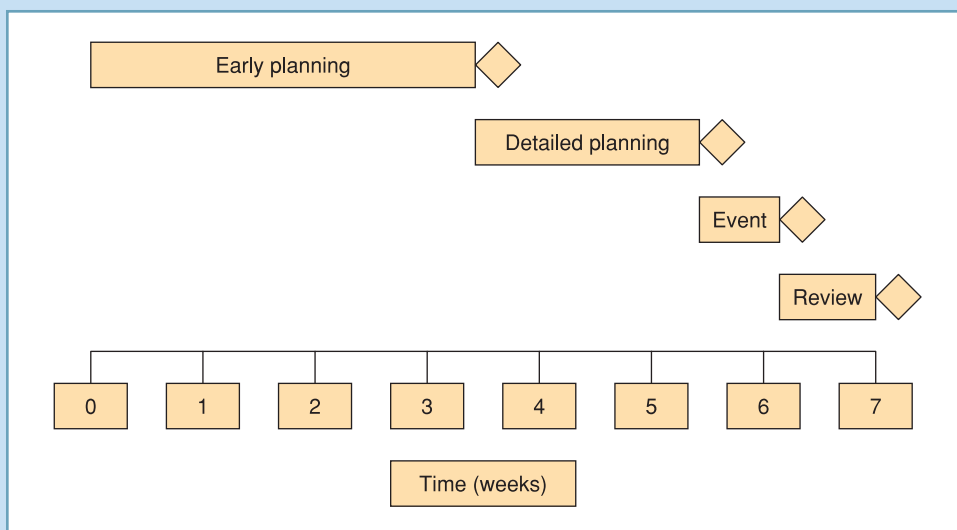 Early planning
Detailed planning
Event
Review
0 1 2 3 4 5 6 7
Time (weeks)